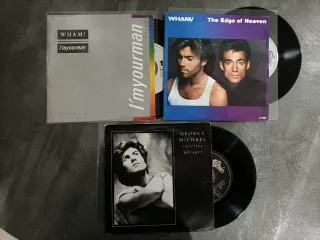 WHAM!
I'myourman
I'myourman
WHAM!
The Edge of Heaven
GEORGE
MICHAEL
careless
whisper